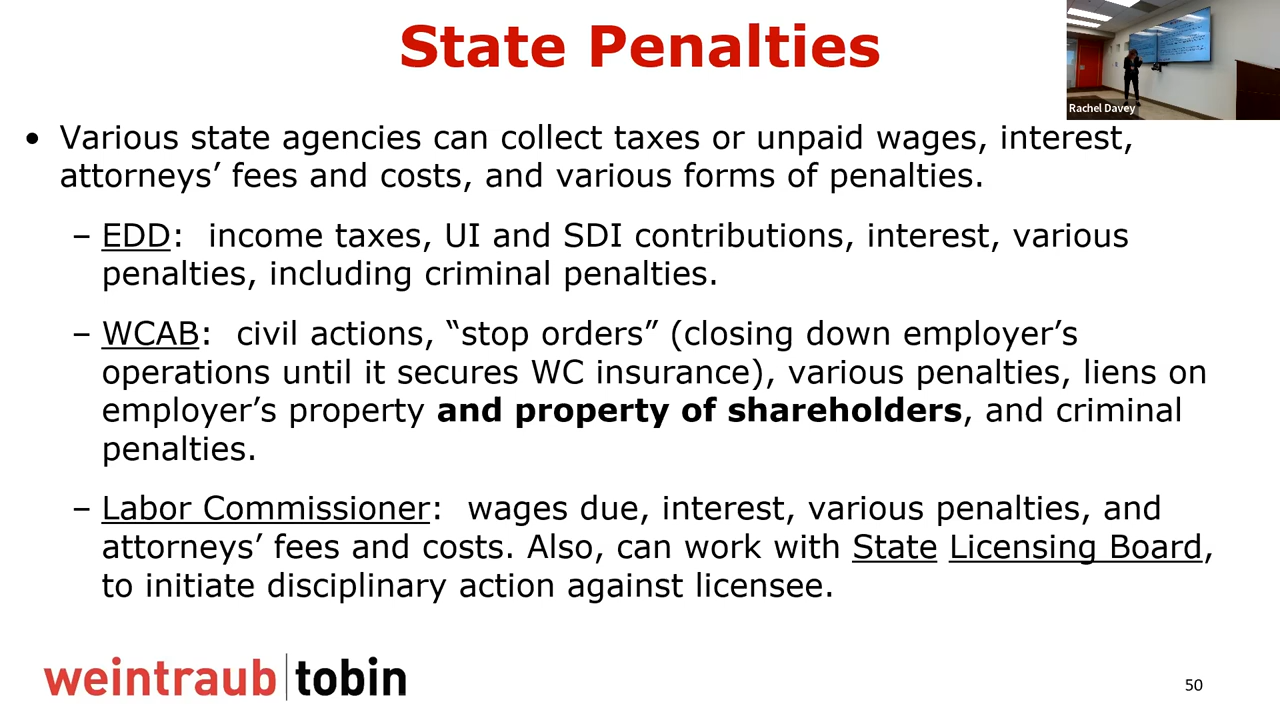 State Penalties
Rachel Davey
• Various state agencies can collect taxes or unpaid wages, interest,
attorneys’ fees and costs, and various forms of penalties.
– EDD:  income taxes, UI and SDI contributions, interest, various
penalties, including criminal penalties.
– WCAB:  civil actions, “stop orders” (closing down employer’s
operations until it secures WC insurance), various penalties, liens on
employer’s property and property of shareholders, and criminal
penalties.
– Labor Commissioner:  wages due, interest, various penalties, and
attorneys’ fees and costs. Also, can work with State Licensing Board,
to initiate disciplinary action against licensee.
weintraub|tobin
50